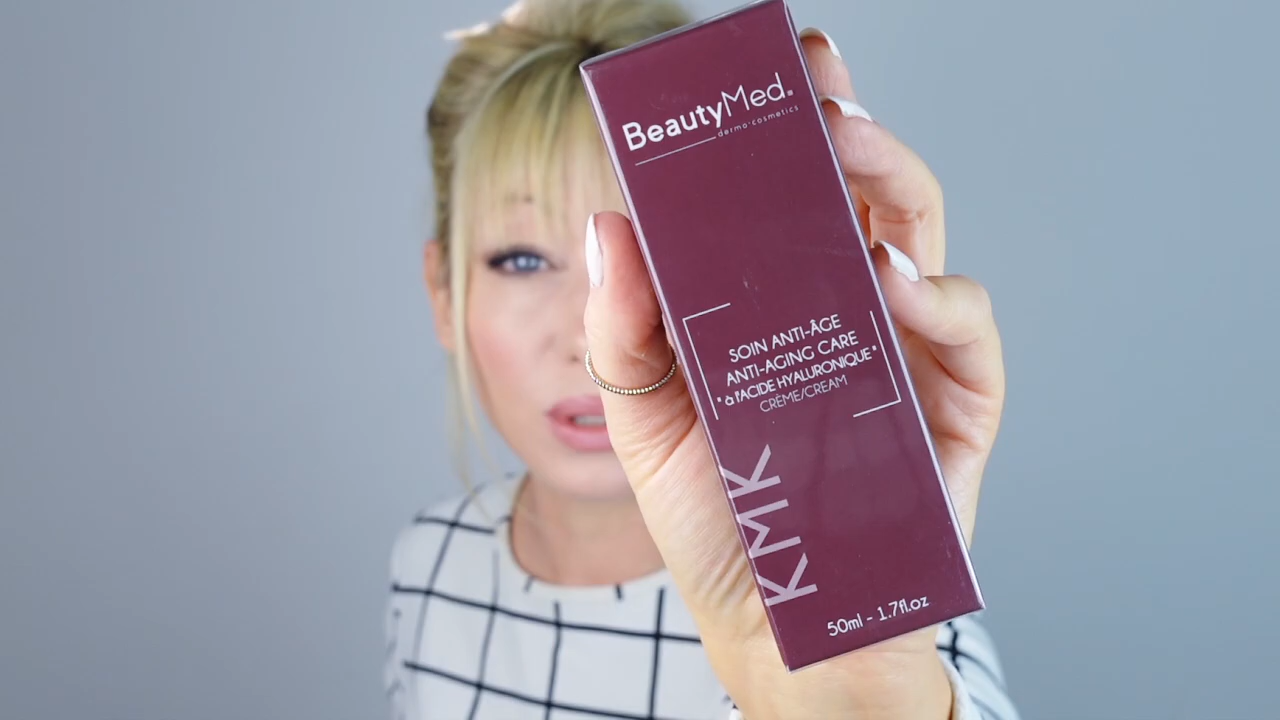 BeautyMed.
dermo·cosmetics
SOIN ANTI-ÂGE
ANTI-AGING CARE
"à l'ACIDE HYALURONIQUE"
CRÈME/CREAM
KMK
50ml - 1.7fl.oz